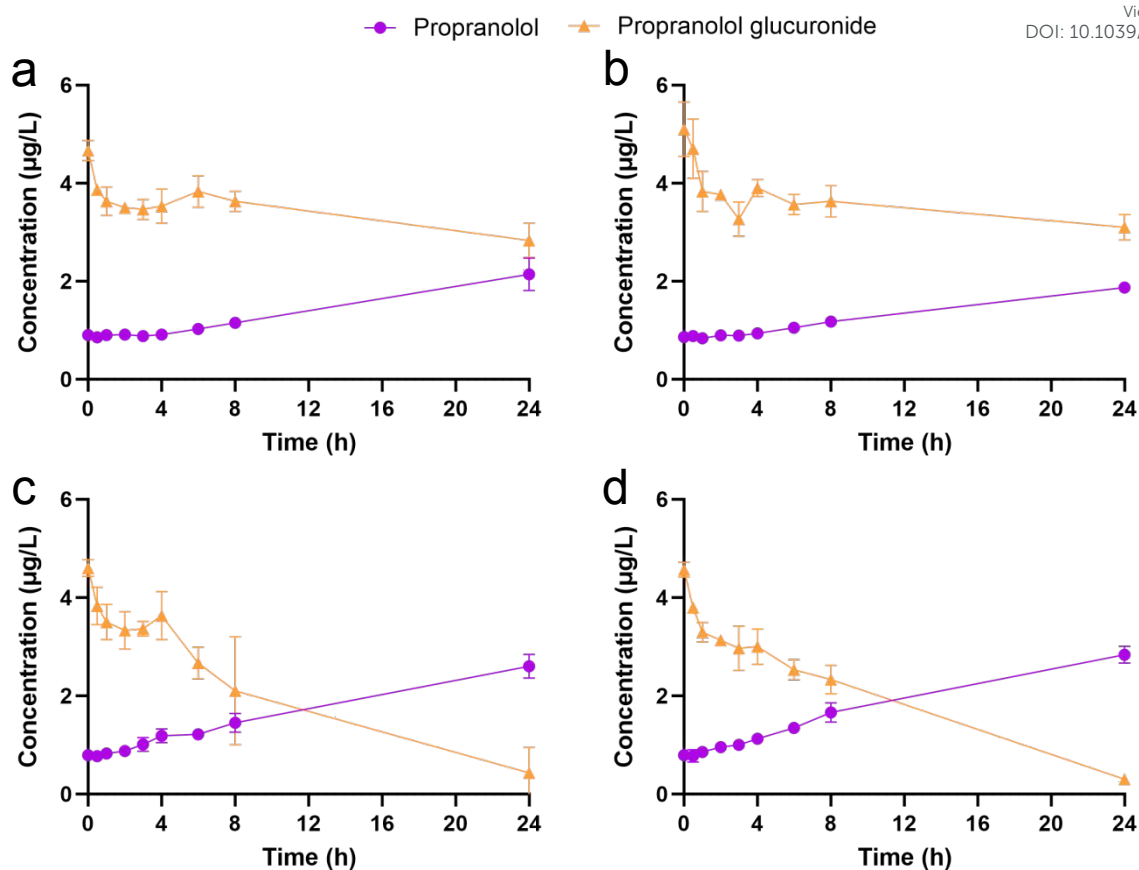 Propranolol Propranolol glucuronide
Vie
DOI: 10.1039/
a
b
Concentration (µg/L)
6
4
2
0
0 4 8 12 16 20 24
Time (h)
Concentration (µg/L)
6
4
2
0
0 4 8 12 16 20 24
Time (h)
c
d
Concentration (µg/L)
6
4
2
0
0 4 8 12 16 20 24
Time (h)
Concentration (µg/L)
6
4
2
0
0 4 8 12 16 20 24
Time (h)